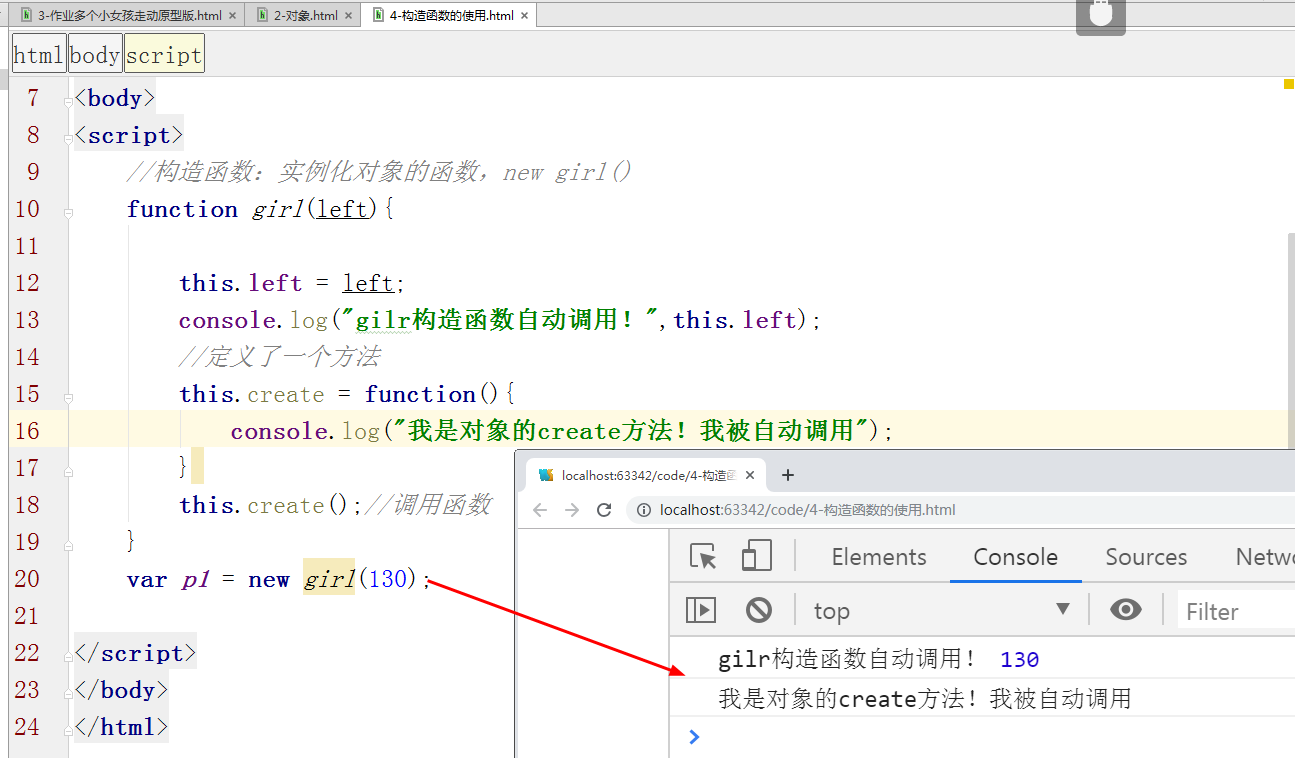 3-作业多个小女孩走动原型版.html × 2-对象.html × 4-构造函数的使用.html ×
html body script
7 <body>
8 <script>
9 //构造函数：实例化对象的函数，new girl()
10 function girl(left){
11
12 this.left = left;
13 console.log("gilr构造函数自动调用！",this.left);
14 //定义了一个方法
15 this.create = function(){
16 console.log("我是对象的create方法！我被自动调用");
17 }
18 this.create();//调用函数
19 }
20 var p1 = new girl(130);
21
22 </script>
23 </body>
24 </html>
localhost:63342/code/4-构造函 × +
localhost:63342/code/4-构造函数的使用.html
Elements Console Sources Netwo
top Filter
gilr构造函数自动调用！ 130
我是对象的create方法！我被自动调用
>